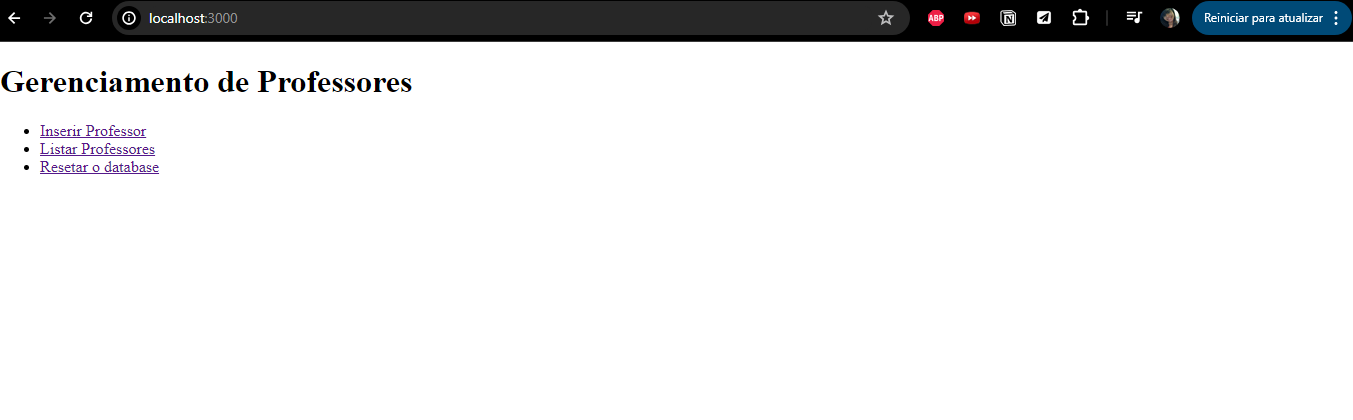 localhost:3000
ABP
Reiniciar para atualizar
Gerenciamento de Professores
Inserir Professor
Listar Professores
Resetar o database